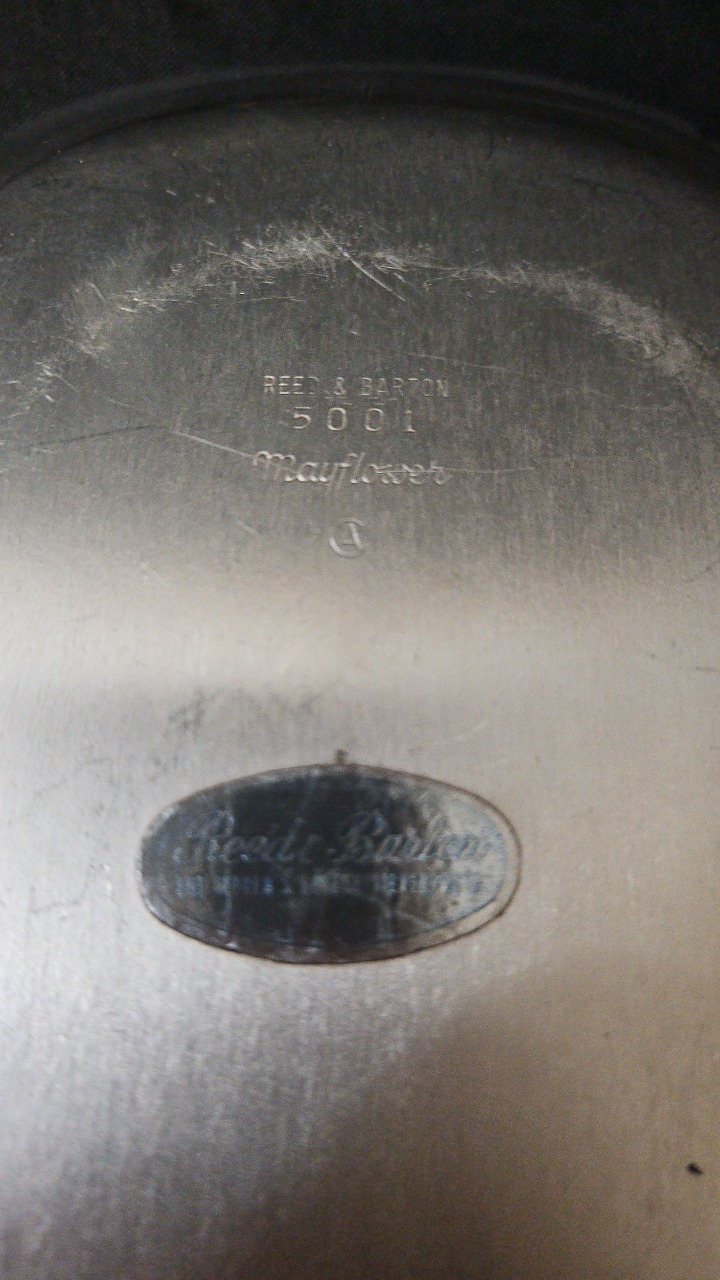 REED & BARTON
5001
Mayflower
A
Reed & Barton